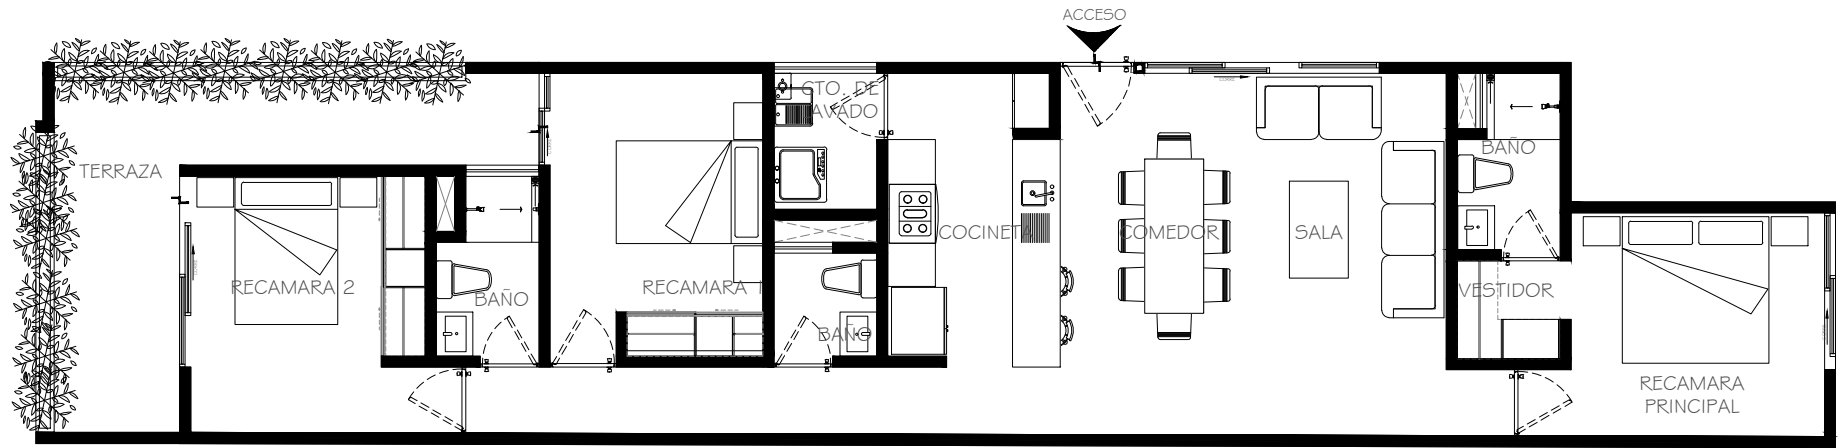 ACCESO
CTO. DE
LAVADO
BAÑO
TERRAZA
COCINETA
COMEDOR
SALA
RECAMARA 2
RECAMARA 1
VESTIDOR
BAÑO
BAÑO
RECAMARA
PRINCIPAL